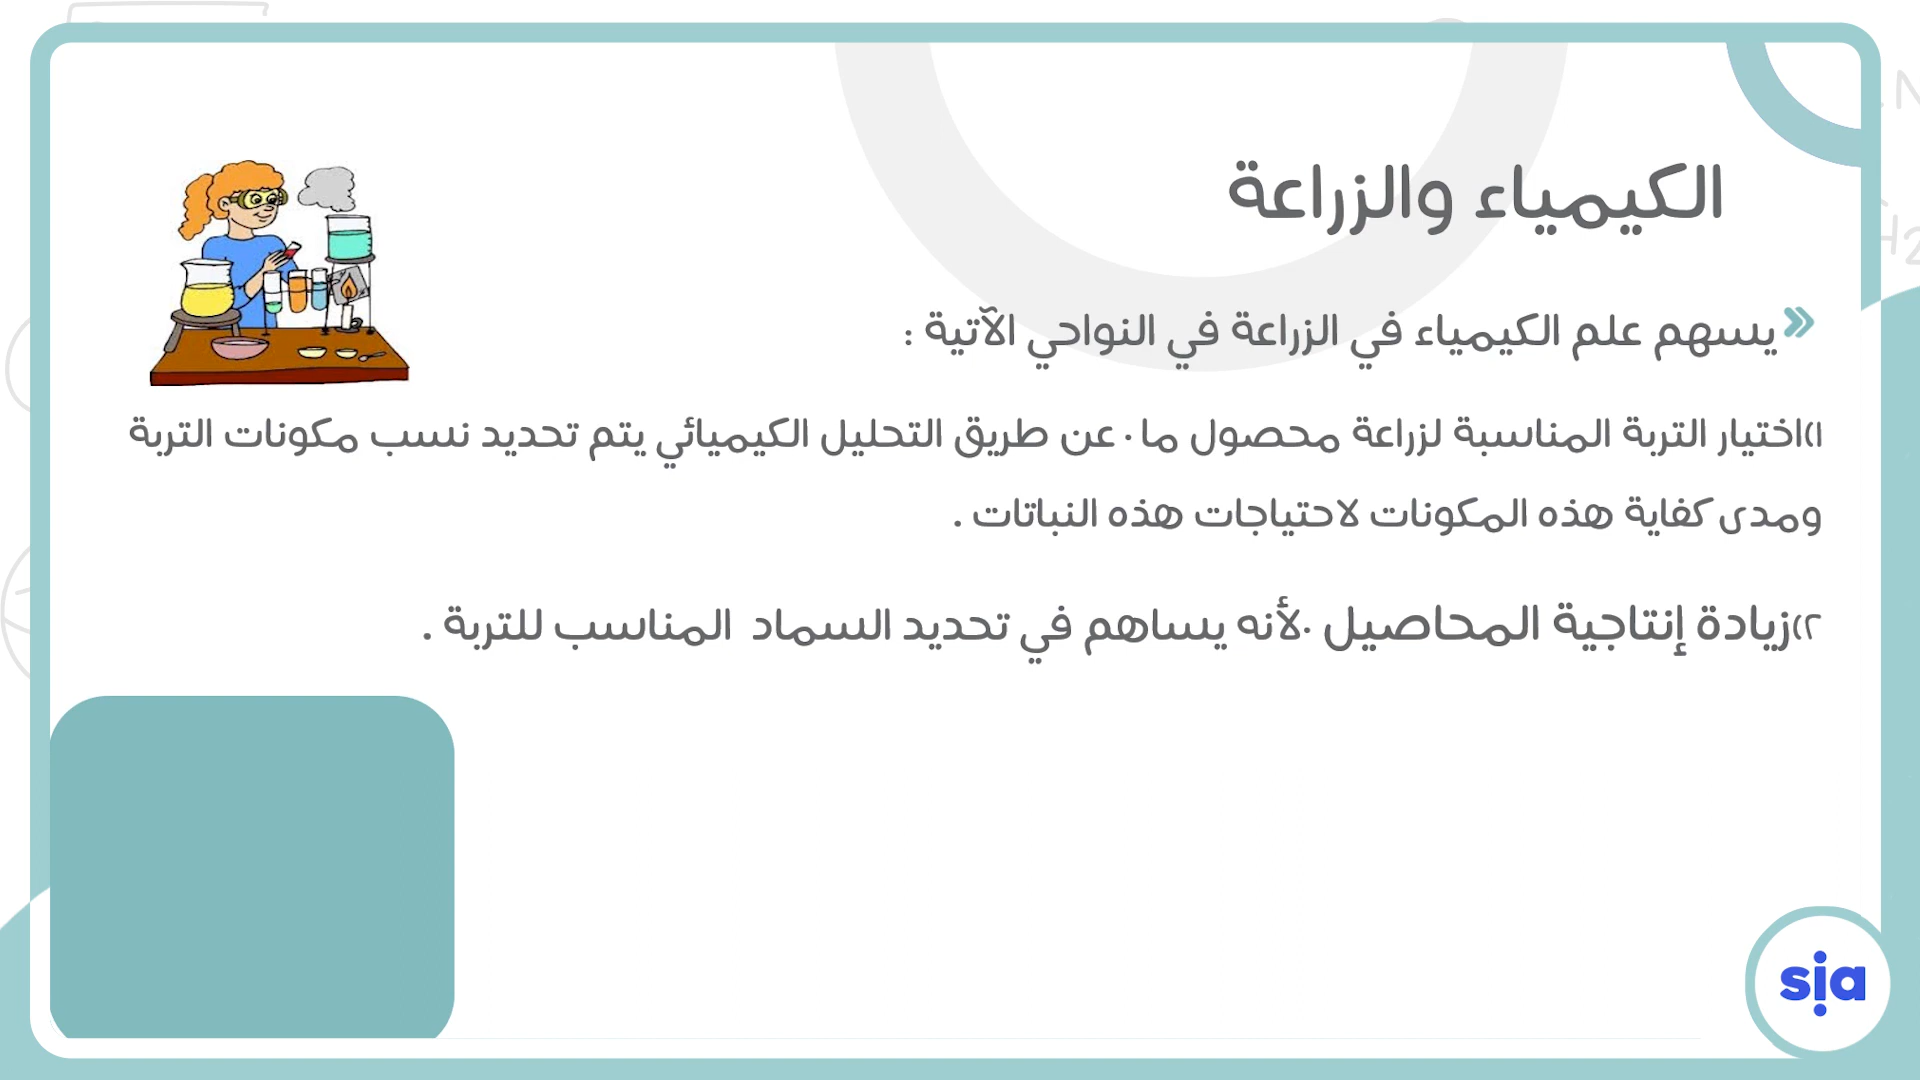 الكيمياء والزراعة
يسهم علم الكيمياء في الزراعة في النواحي الآتية :
١)اختيار التربة المناسبة لزراعة محصول ما. عن طريق التحليل الكيميائي يتم تحديد نسب مكونات التربة
ومدى كفاية هذه المكونات لاحتياجات هذه النباتات .
٢)زيادة إنتاجية المحاصيل .لأنه يساهم في تحديد السماد المناسب للتربة .
sia